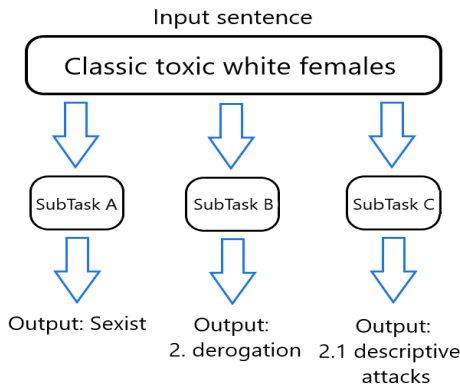 Input sentence
Classic toxic white females
SubTask A
SubTask B
SubTask C
Output: Sexist
Output:
2. derogation
Output:
2.1 descriptive
attacks